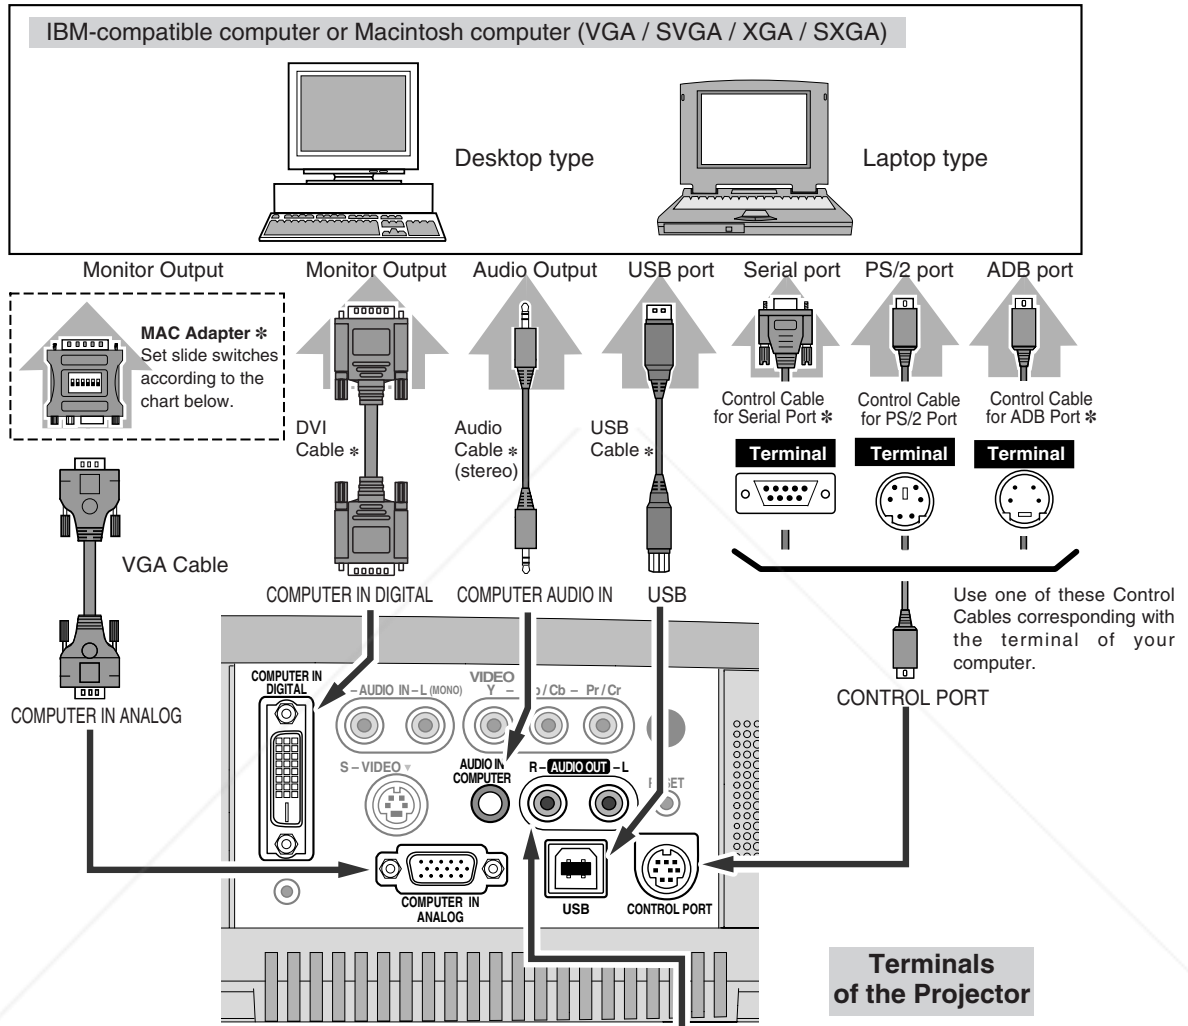 IBM-compatible computer or Macintosh computer (VGA / SVGA / XGA / SXGA)
Desktop type
Laptop type
Monitor Output
Monitor Output
Audio Output
USB port
Serial port
PS/2 port
ADB port
MAC Adapter ✻
Set slide switches
according to the
chart below.
DVI
Cable ✻
Audio
Cable ✻
(stereo)
USB
Cable ✻
Control Cable
for Serial Port ✻
Control Cable
for PS/2 Port
Control Cable
for ADB Port ✻
Terminal
Terminal
Terminal
VGA Cable
COMPUTER IN DIGITAL
COMPUTER AUDIO IN
USB
Use one of these Control
Cables corresponding with
the terminal of your
computer.
COMPUTER IN ANALOG
CONTROL PORT
COMPUTER IN
DIGITAL
– AUDIO IN – L (MONO)
VIDEO
Y – / Cb – Pr / Cr
S – VIDEO ▼
AUDIO IN
COMPUTER
R – AUDIO OUT – L
COMPUTER IN
ANALOG
USB
CONTROL PORT
Terminals
of the Projector